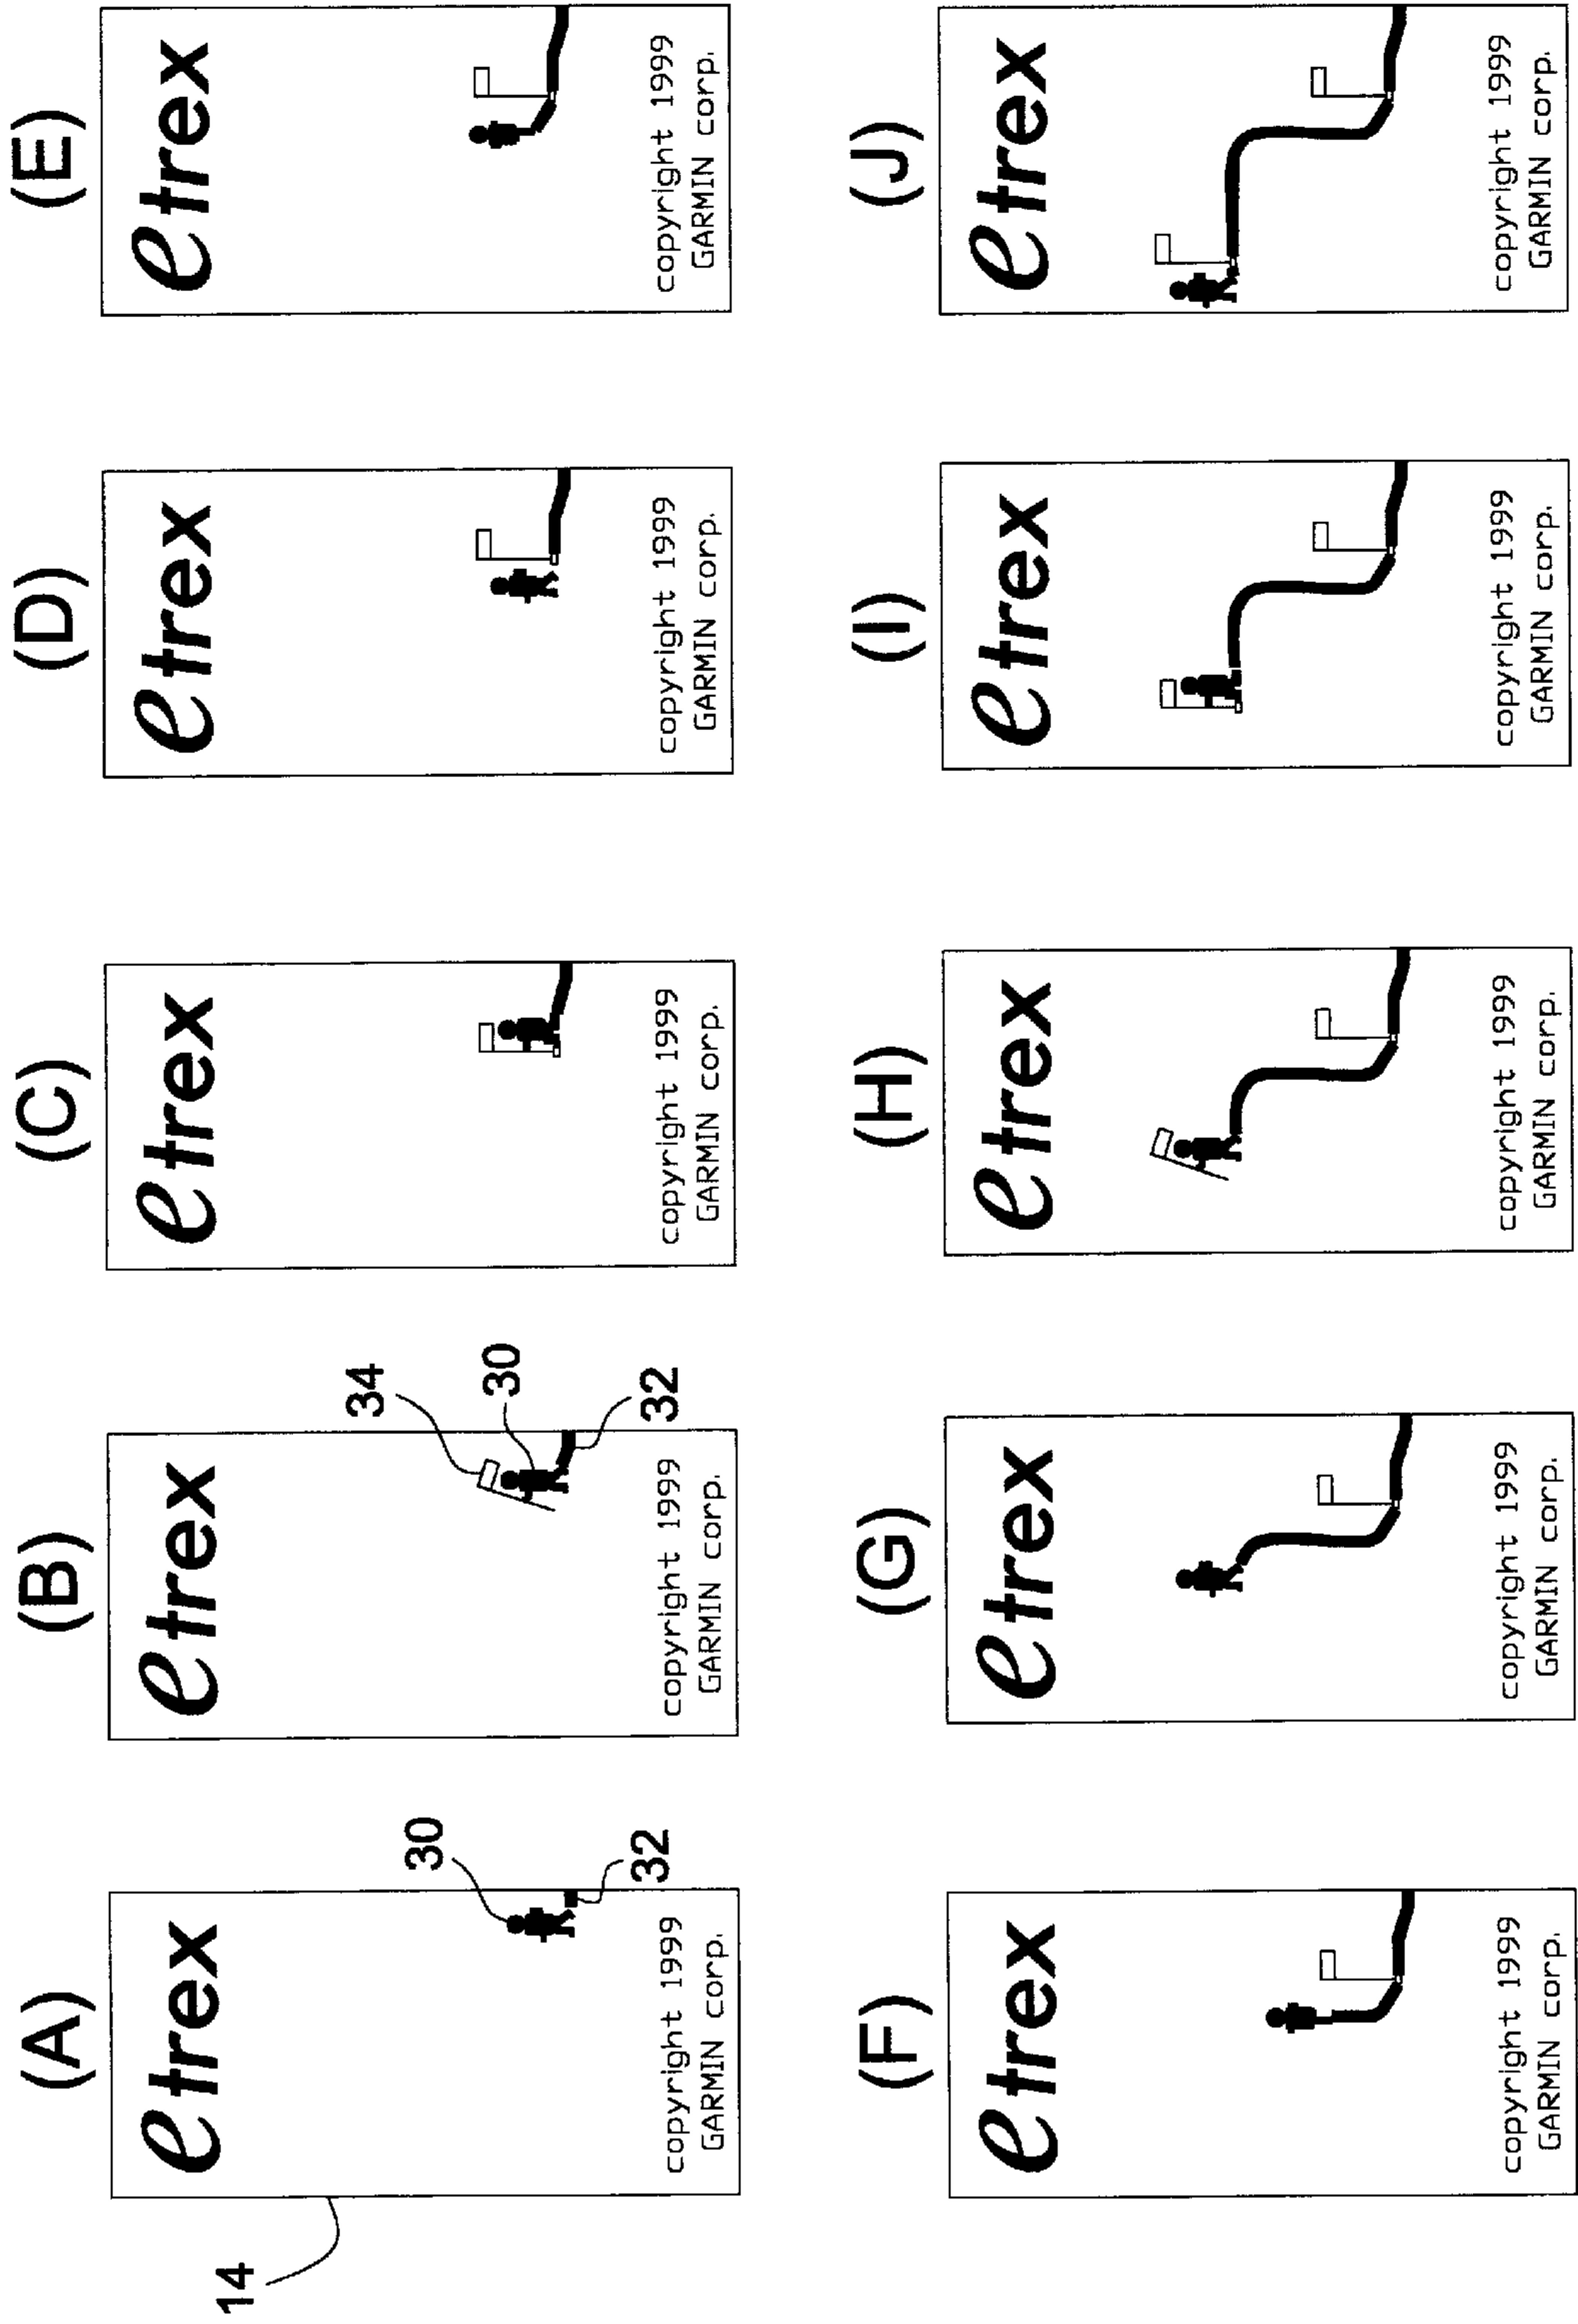 (A)
etrex
copyright 1999
GARMIN corp.
14
30
32
(B)
etrex
copyright 1999
GARMIN corp.
34
30
32
(C)
etrex
copyright 1999
GARMIN corp.
(D)
etrex
copyright 1999
GARMIN corp.
(E)
etrex
copyright 1999
GARMIN corp.
(F)
etrex
copyright 1999
GARMIN corp.
(G)
etrex
copyright 1999
GARMIN corp.
(H)
etrex
copyright 1999
GARMIN corp.
(I)
etrex
copyright 1999
GARMIN corp.
(J)
etrex
copyright 1999
GARMIN corp.